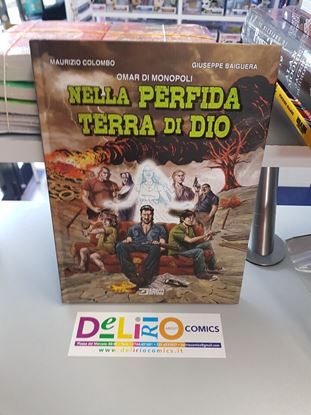 MAURIZIO COLOMBO
GIUSEPPE BAIGUERA
OMAR DI MONOPOLI
NELLA PERFIDA
TERRA DI DIO
DELIRIO COMICS
www.deliriocomics.it